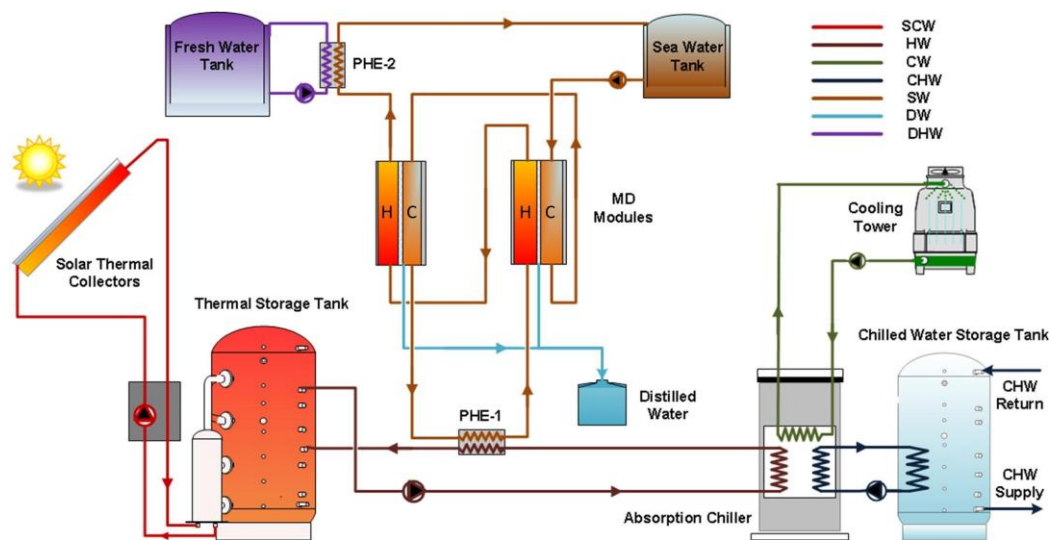 Fresh Water
Tank
PHE-2
Sea Water
Tank
SCW
HW
CW
CHW
SW
DW
DHW
H
C
H
C
MD
Modules
Cooling
Tower
Solar Thermal
Collectors
Thermal Storage Tank
Chilled Water Storage Tank
CHW
Return
Distilled
Water
PHE-1
CHW
Supply
Absorption Chiller